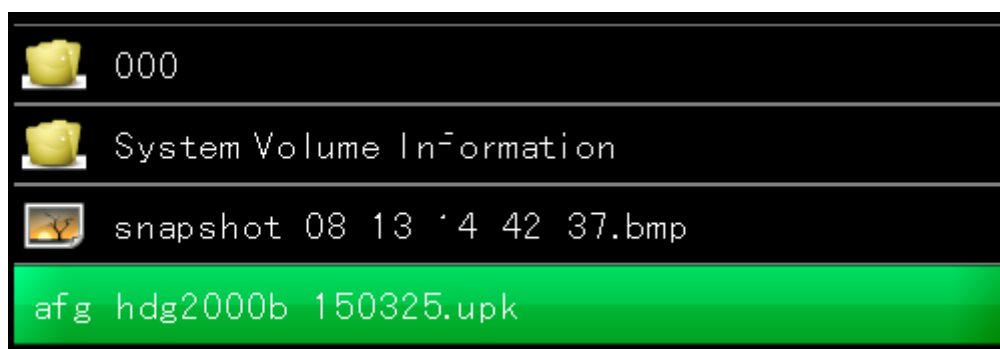 000
System Volume Information
snapshot 08 13 14 42 37.bmp
afg hdg2000b 150325.upk